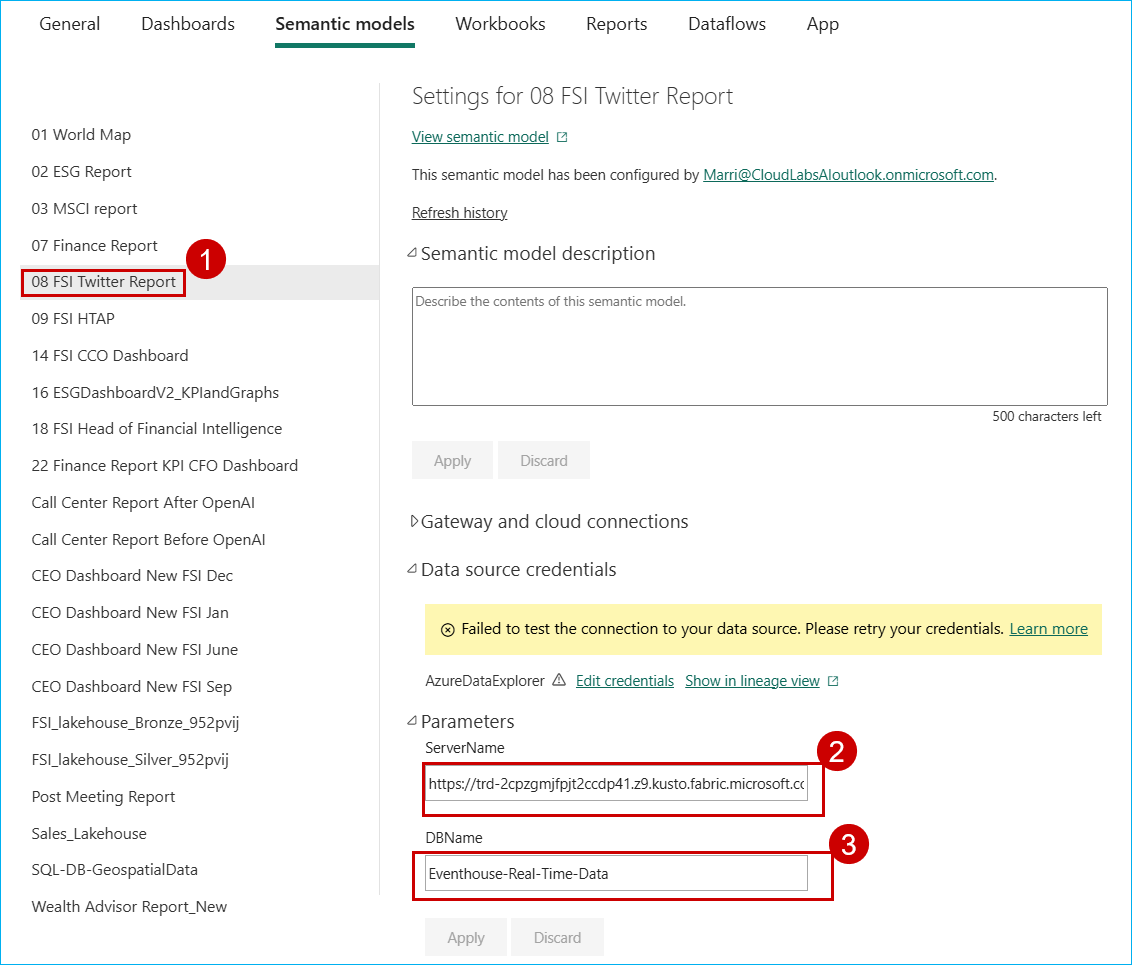 General Dashboards Semantic models Workbooks Reports Dataflows App
01 World Map
02 ESG Report
03 MSCI report
07 Finance Report
1
08 FSI Twitter Report
09 FSI HTAP
14 FSI CCO Dashboard
16 ESGDashboardV2_KPIandGraphs
18 FSI Head of Financial Intelligence
22 Finance Report KPI CFO Dashboard
Call Center Report After OpenAI
Call Center Report Before OpenAI
CEO Dashboard New FSI Dec
CEO Dashboard New FSI Jan
CEO Dashboard New FSI June
CEO Dashboard New FSI Sep
FSI_lakehouse_Bronze_952pvij
FSI_lakehouse_Silver_952pvij
Post Meeting Report
Sales_Lakehouse
SQL-DB-GeospatialData
Wealth Advisor Report_New
Settings for 08 FSI Twitter Report
View semantic model
This semantic model has been configured by Marri@CloudLabsAIoutlook.onmicrosoft.com.
Refresh history
Semantic model description
Describe the contents of this semantic model.
500 characters left
Apply Discard
Gateway and cloud connections
Data source credentials
Failed to test the connection to your data source. Please retry your credentials. Learn more
AzureDataExplorer Edit credentials Show in lineage view
Parameters
ServerName
2
https://trd-2cpzgmjfpjt2ccdp41.z9.kusto.fabric.microsoft.cc
DBName
3
Eventhouse-Real-Time-Data
Apply Discard